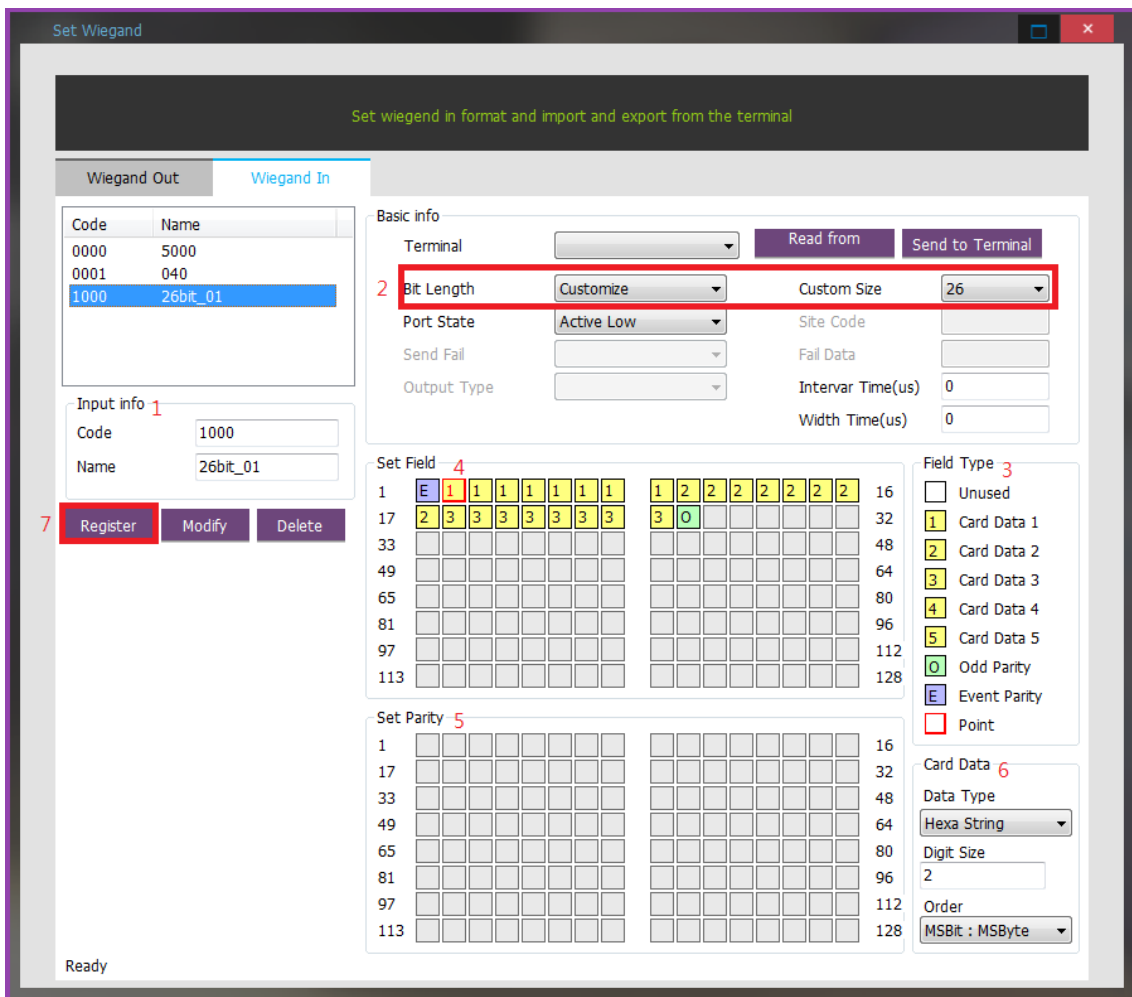 Set Wiegand
Set wiegend in format and import and export from the terminal
Wiegand Out Wiegand In
Code Name
0000 5000
0001 040
1000 26bit_01
Input info 1
Code 1000
Name 26bit_01
7 Register Modify Delete
Basic info
Terminal Read from Send to Terminal
2 Bit Length Customize Custom Size 26
Port State Active Low Site Code
Send Fail Fail Data
Output Type Intervar Time(us) 0
Width Time(us) 0
Set Field 4
1 E 1 1 1 1 1 1 1 1 2 2 2 2 2 2 2 16
17 2 3 3 3 3 3 3 3 3 O 32
33 48
49 64
65 80
81 96
97 112
113 128
Field Type 3
Unused
1 Card Data 1
2 Card Data 2
3 Card Data 3
4 Card Data 4
5 Card Data 5
O Odd Parity
E Event Parity
Point
Set Parity 5
1 16
17 32
33 48
49 64
65 80
81 96
97 112
113 128
Card Data 6
Data Type
Hexa String
Digit Size
2
Order
MSBit : MSByte
Ready